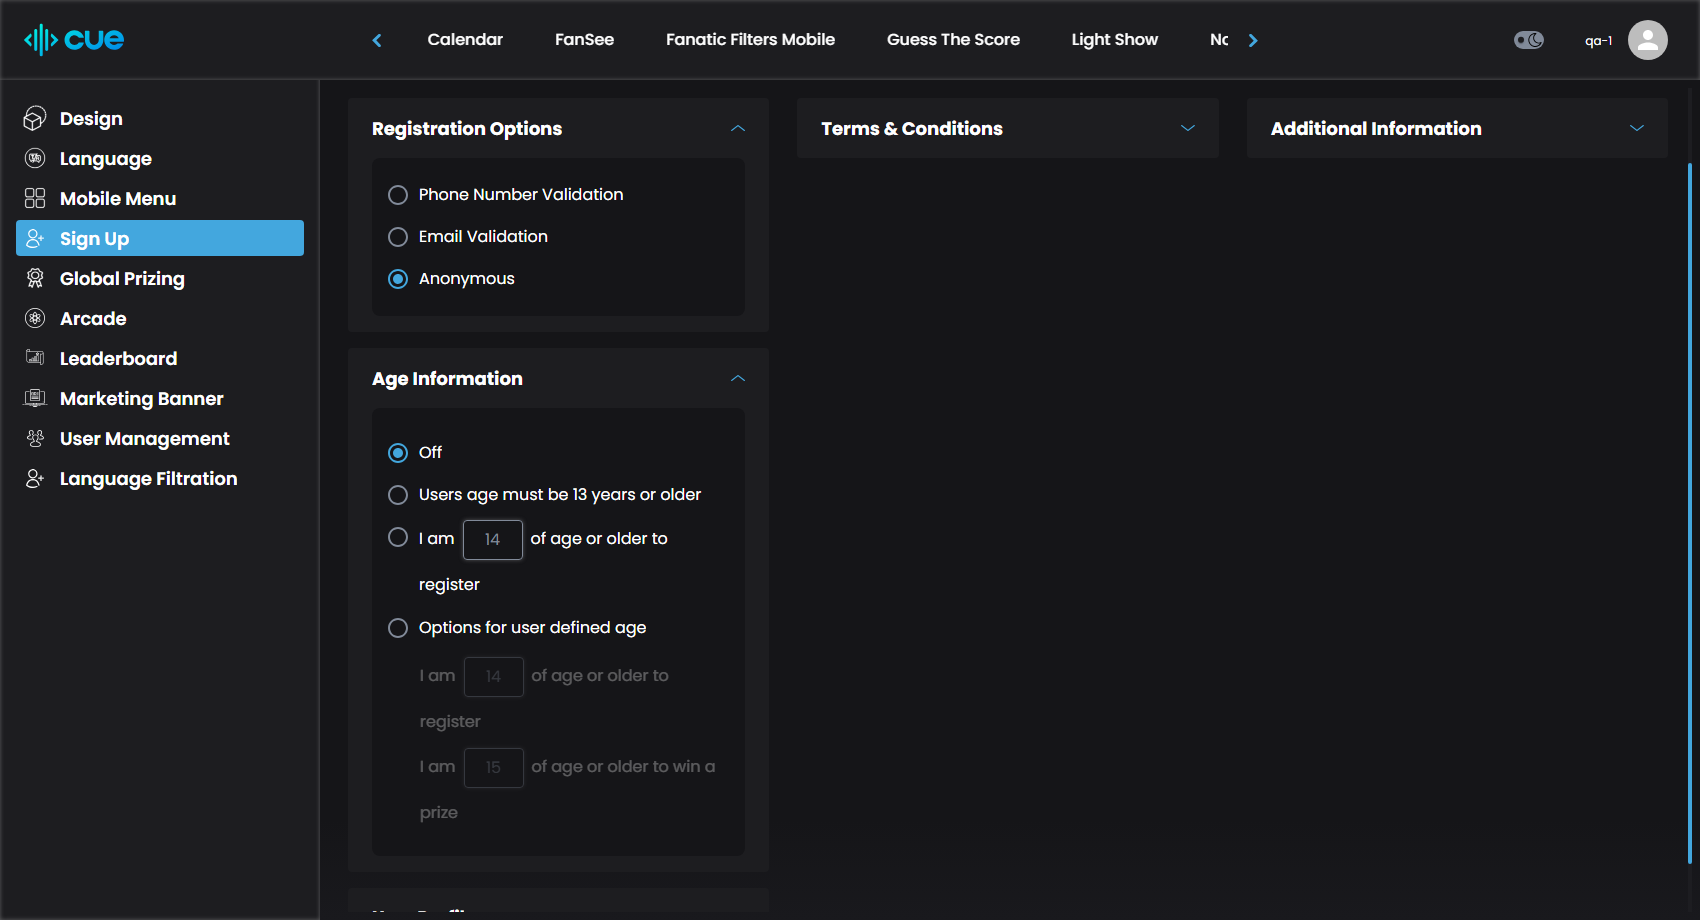 cue
Calendar
FanSee
Fanatic Filters Mobile
Guess The Score
Light Show
qa-1
Design
Language
Mobile Menu
Sign Up
Global Prizing
Arcade
Leaderboard
Marketing Banner
User Management
Language Filtration
Registration Options
Phone Number Validation
Email Validation
Anonymous
Age Information
Off
Users age must be 13 years or older
I am 14 of age or older to
register
Options for user defined age
I am 14 of age or older to
register
I am 15 of age or older to win a
prize
Terms & Conditions
Additional Information